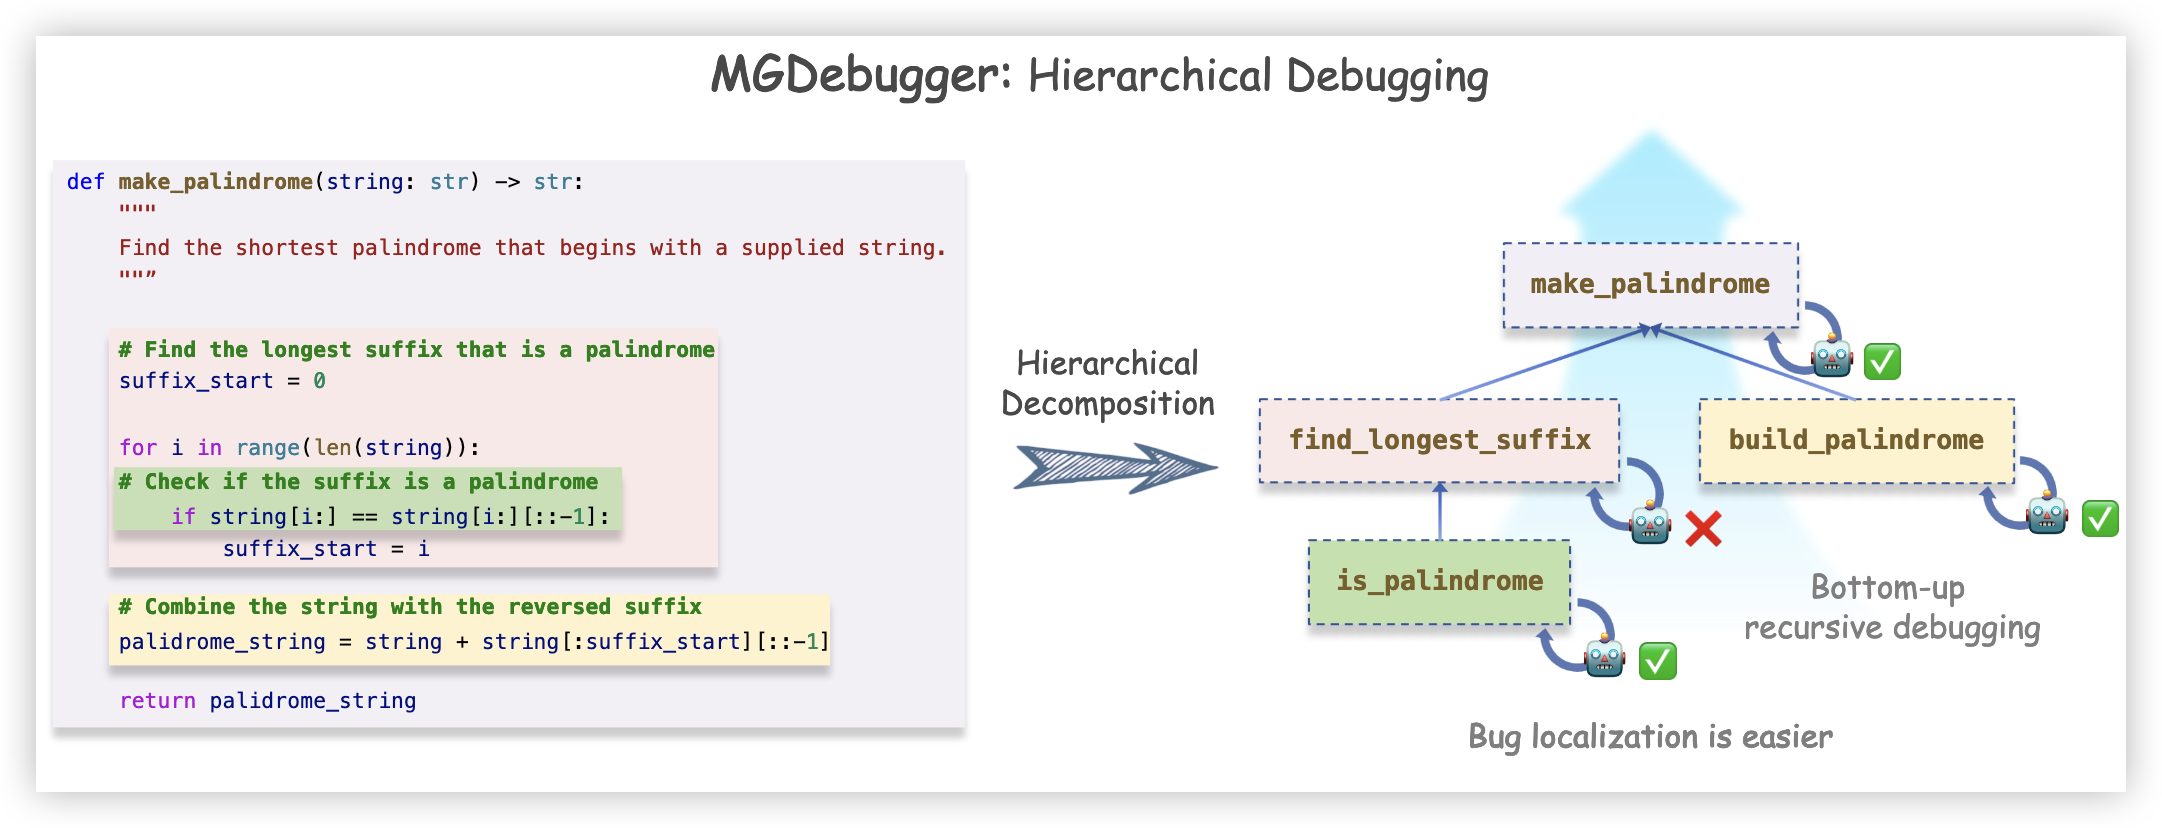 MGDebugger: Hierarchical Debugging
def make_palindrome(string: str) -> str:
    """
    Find the shortest palindrome that begins with a supplied string.
    ""”
    # Find the longest suffix that is a palindrome
    suffix_start = 0
    for i in range(len(string)):
    # Check if the suffix is a palindrome
        if string[i:] == string[i:][::-1]:
            suffix_start = i
    # Combine the string with the reversed suffix
    palidrome_string = string + string[:suffix_start][::-1]
    return palidrome_string
Hierarchical
Decomposition
make_palindrome
find_longest_suffix
build_palindrome
is_palindrome
Bottom-up
recursive debugging
Bug localization is easier